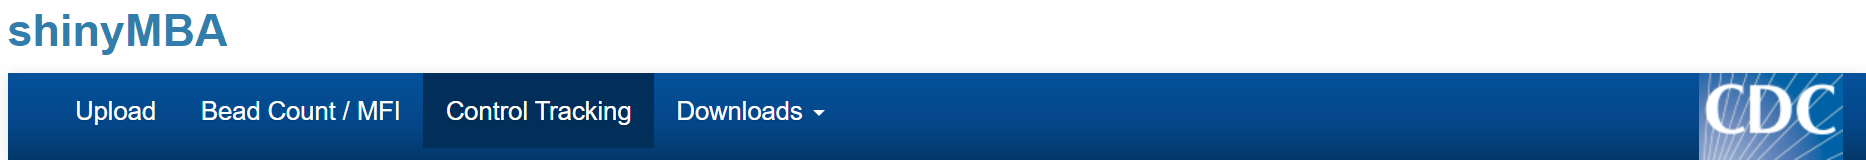 shinyMBA
Upload Bead Count / MFI Control Tracking Downloads CDC